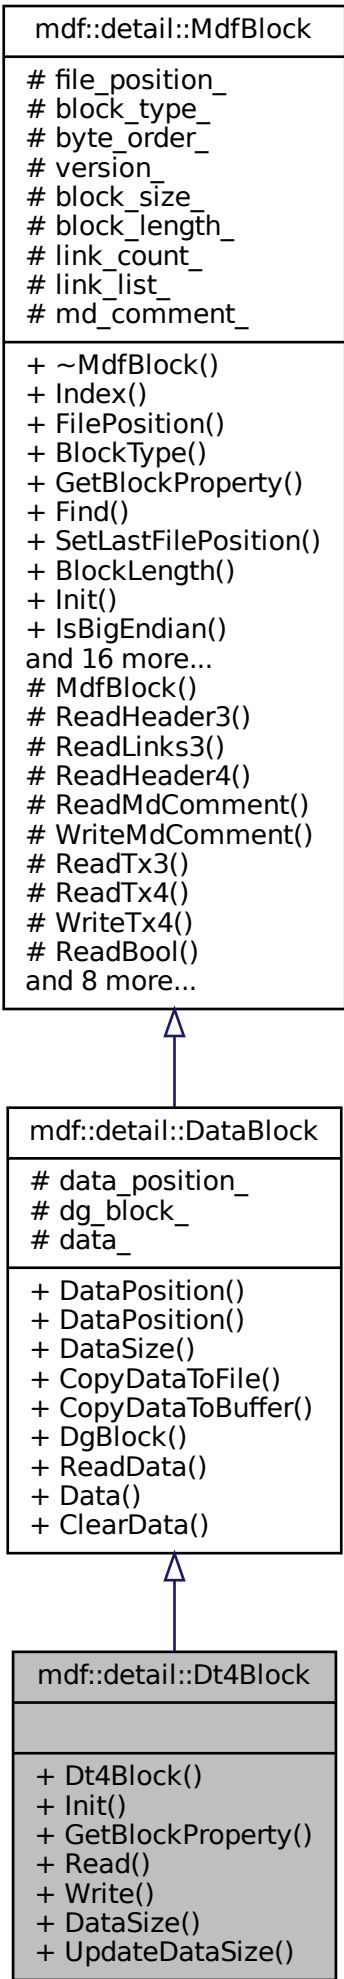 mdf::detail::MdfBlock
# file_position_
# block_type_
# byte_order_
# version_
# block_size_
# block_length_
# link_count_
# link_list_
# md_comment_
+ ~MdfBlock()
+ Index()
+ FilePosition()
+ BlockType()
+ GetBlockProperty()
+ Find()
+ SetLastFilePosition()
+ BlockLength()
+ Init()
+ IsBigEndian()
and 16 more...
# MdfBlock()
# ReadHeader3()
# ReadLinks3()
# ReadHeader4()
# ReadMdComment()
# WriteMdComment()
# ReadTx3()
# ReadTx4()
# WriteTx4()
# ReadBool()
and 8 more...
mdf::detail::DataBlock
# data_position_
# dg_block_
# data_
+ DataPosition()
+ DataPosition()
+ DataSize()
+ CopyDataToFile()
+ CopyDataToBuffer()
+ DgBlock()
+ ReadData()
+ Data()
+ ClearData()
mdf::detail::Dt4Block
+ Dt4Block()
+ Init()
+ GetBlockProperty()
+ Read()
+ Write()
+ DataSize()
+ UpdateDataSize()